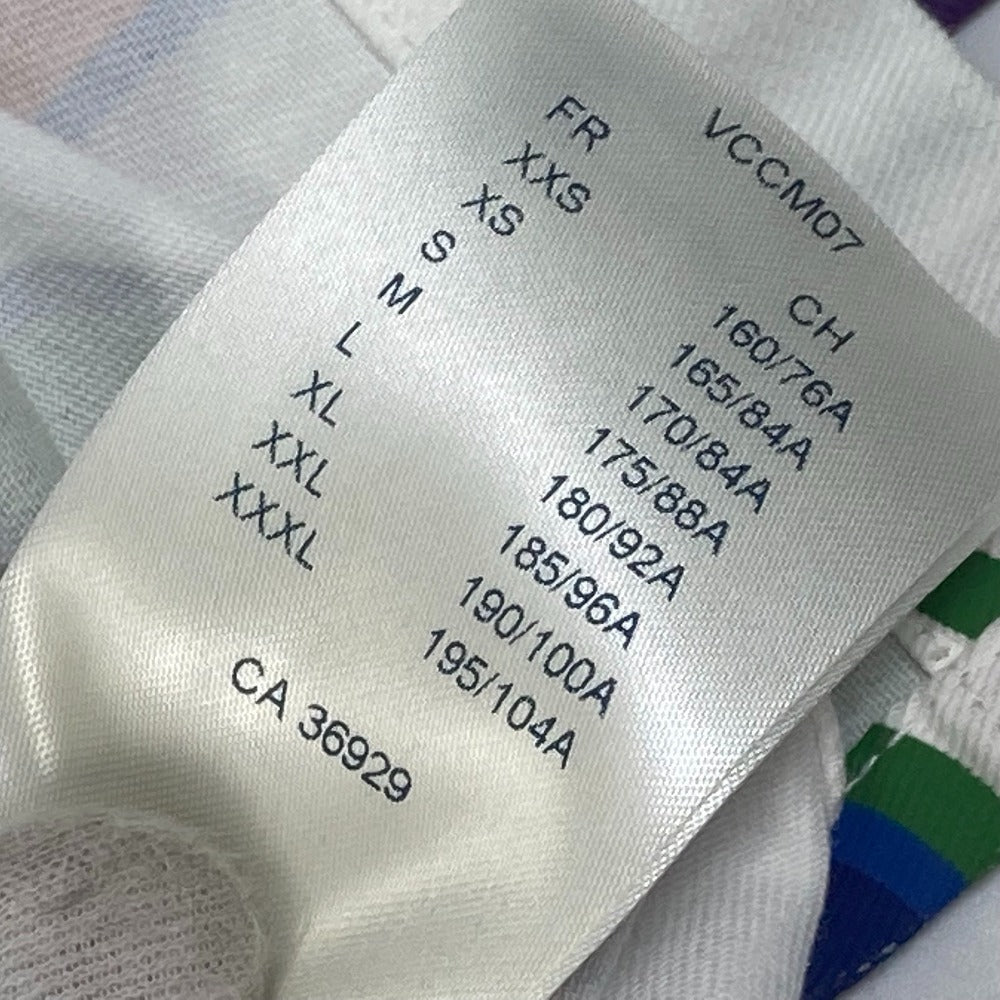 VCCM07
FR CH
XXS 160/76A
XS 165/84A
S 170/84A
M 175/88A
L 180/92A
XL 185/96A
XXL 190/100A
XXXL 195/104A
CA 36929